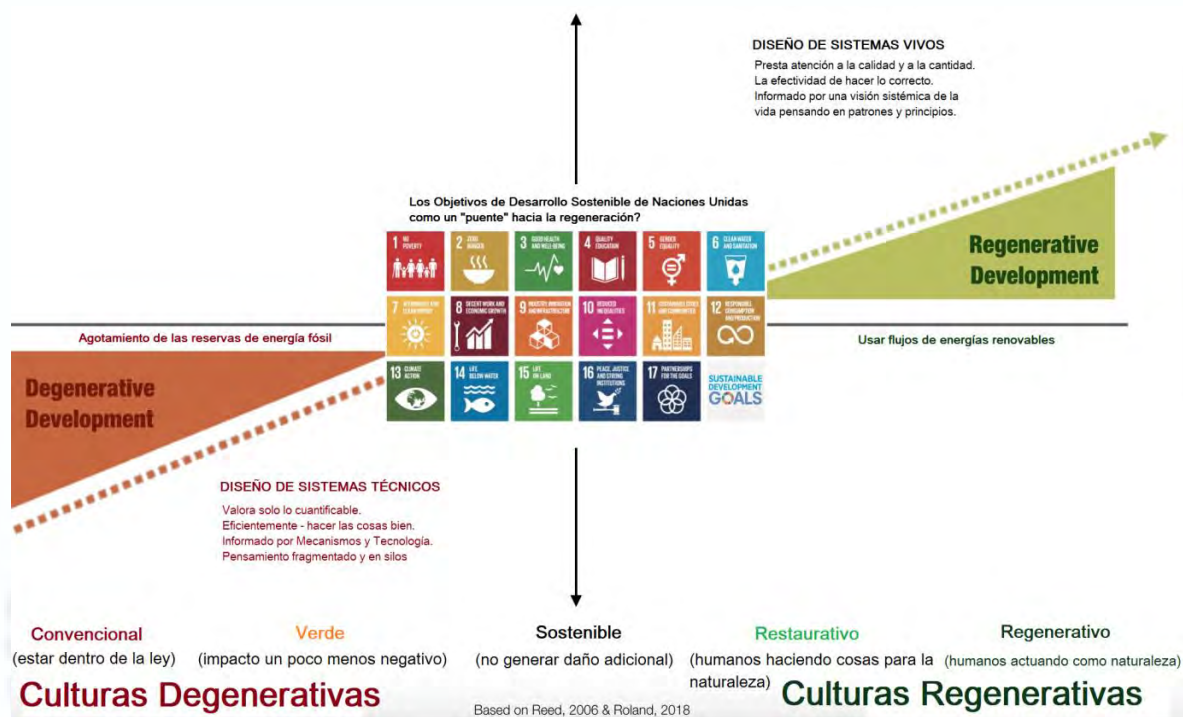 DISEÑO DE SISTEMAS VIVOS
Presta atención a la calidad y a la cantidad.
La efectividad de hacer lo correcto.
Informado por una visión sistémica de la
vida pensando en patrones y principios.
Los Objetivos de Desarrollo Sostenible de Naciones Unidas
como un "puente" hacia la regeneración?
1 NO
POVERTY
2 ZERO
HUNGER
3 GOOD HEALTH
AND WELL-BEING
4 QUALITY
EDUCATION
5 GENDER
EQUALITY
6 CLEAN WATER
AND SANITATION
Regenerative
Development
7
8 DECENT WORK AND
ECONOMIC GROWTH
9 INDUSTRY, INNOVATION
AND INFRASTRUCTURE
10 REDUCED
INEQUALITIES
11 SUSTAINABLE CITIES
AND COMMUNITIES
12 RESPONSIBLE
CONSUMPTION
AND PRODUCTION
Agotamiento de las reservas de energía fósil
Usar flujos de energías renovables
Degenerative
Development
13 CLIMATE
ACTION
14 LIFE
BELOW WATER
15 LIFE
ON LAND
16 PEACE, JUSTICE
AND STRONG
INSTITUTIONS
17 PARTNERSHIPS
FOR THE GOALS
SUSTAINABLE
DEVELOPMENT
GOALS
DISEÑO DE SISTEMAS TÉCNICOS
Valora solo lo cuantificable.
Eficientemente - hacer las cosas bien.
Informado por Mecanismos y Tecnología.
Pensamiento fragmentado y en silos
Convencional
(estar dentro de la ley)
Verde
(impacto un poco menos negativo)
Sostenible
(no generar daño adicional)
Restaurativo
(humanos haciendo cosas para la
naturaleza)
Regenerativo
(humanos actuando como naturaleza)
Culturas Degenerativas
Culturas Regenerativas
Based on Reed, 2006 & Roland, 2018